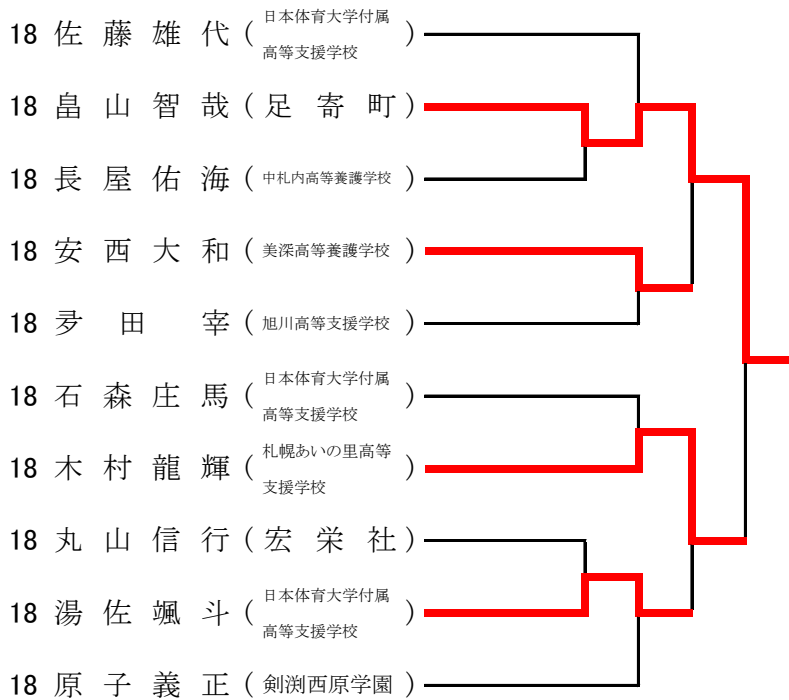 18 佐藤雄代(日本体育大学付属高等支援学校)
18 畠山智哉(足寄町)
18 長屋佑海(中札内高等養護学校)
18 安西大和(美深高等養護学校)
18 夛田宰(旭川高等支援学校)
18 石森庄馬(日本体育大学付属高等支援学校)
18 木村龍輝(札幌あいの里高等支援学校)
18 丸山信行(宏栄社)
18 湯佐颯斗(日本体育大学付属高等支援学校)
18 原子義正(剣渕西原学園)